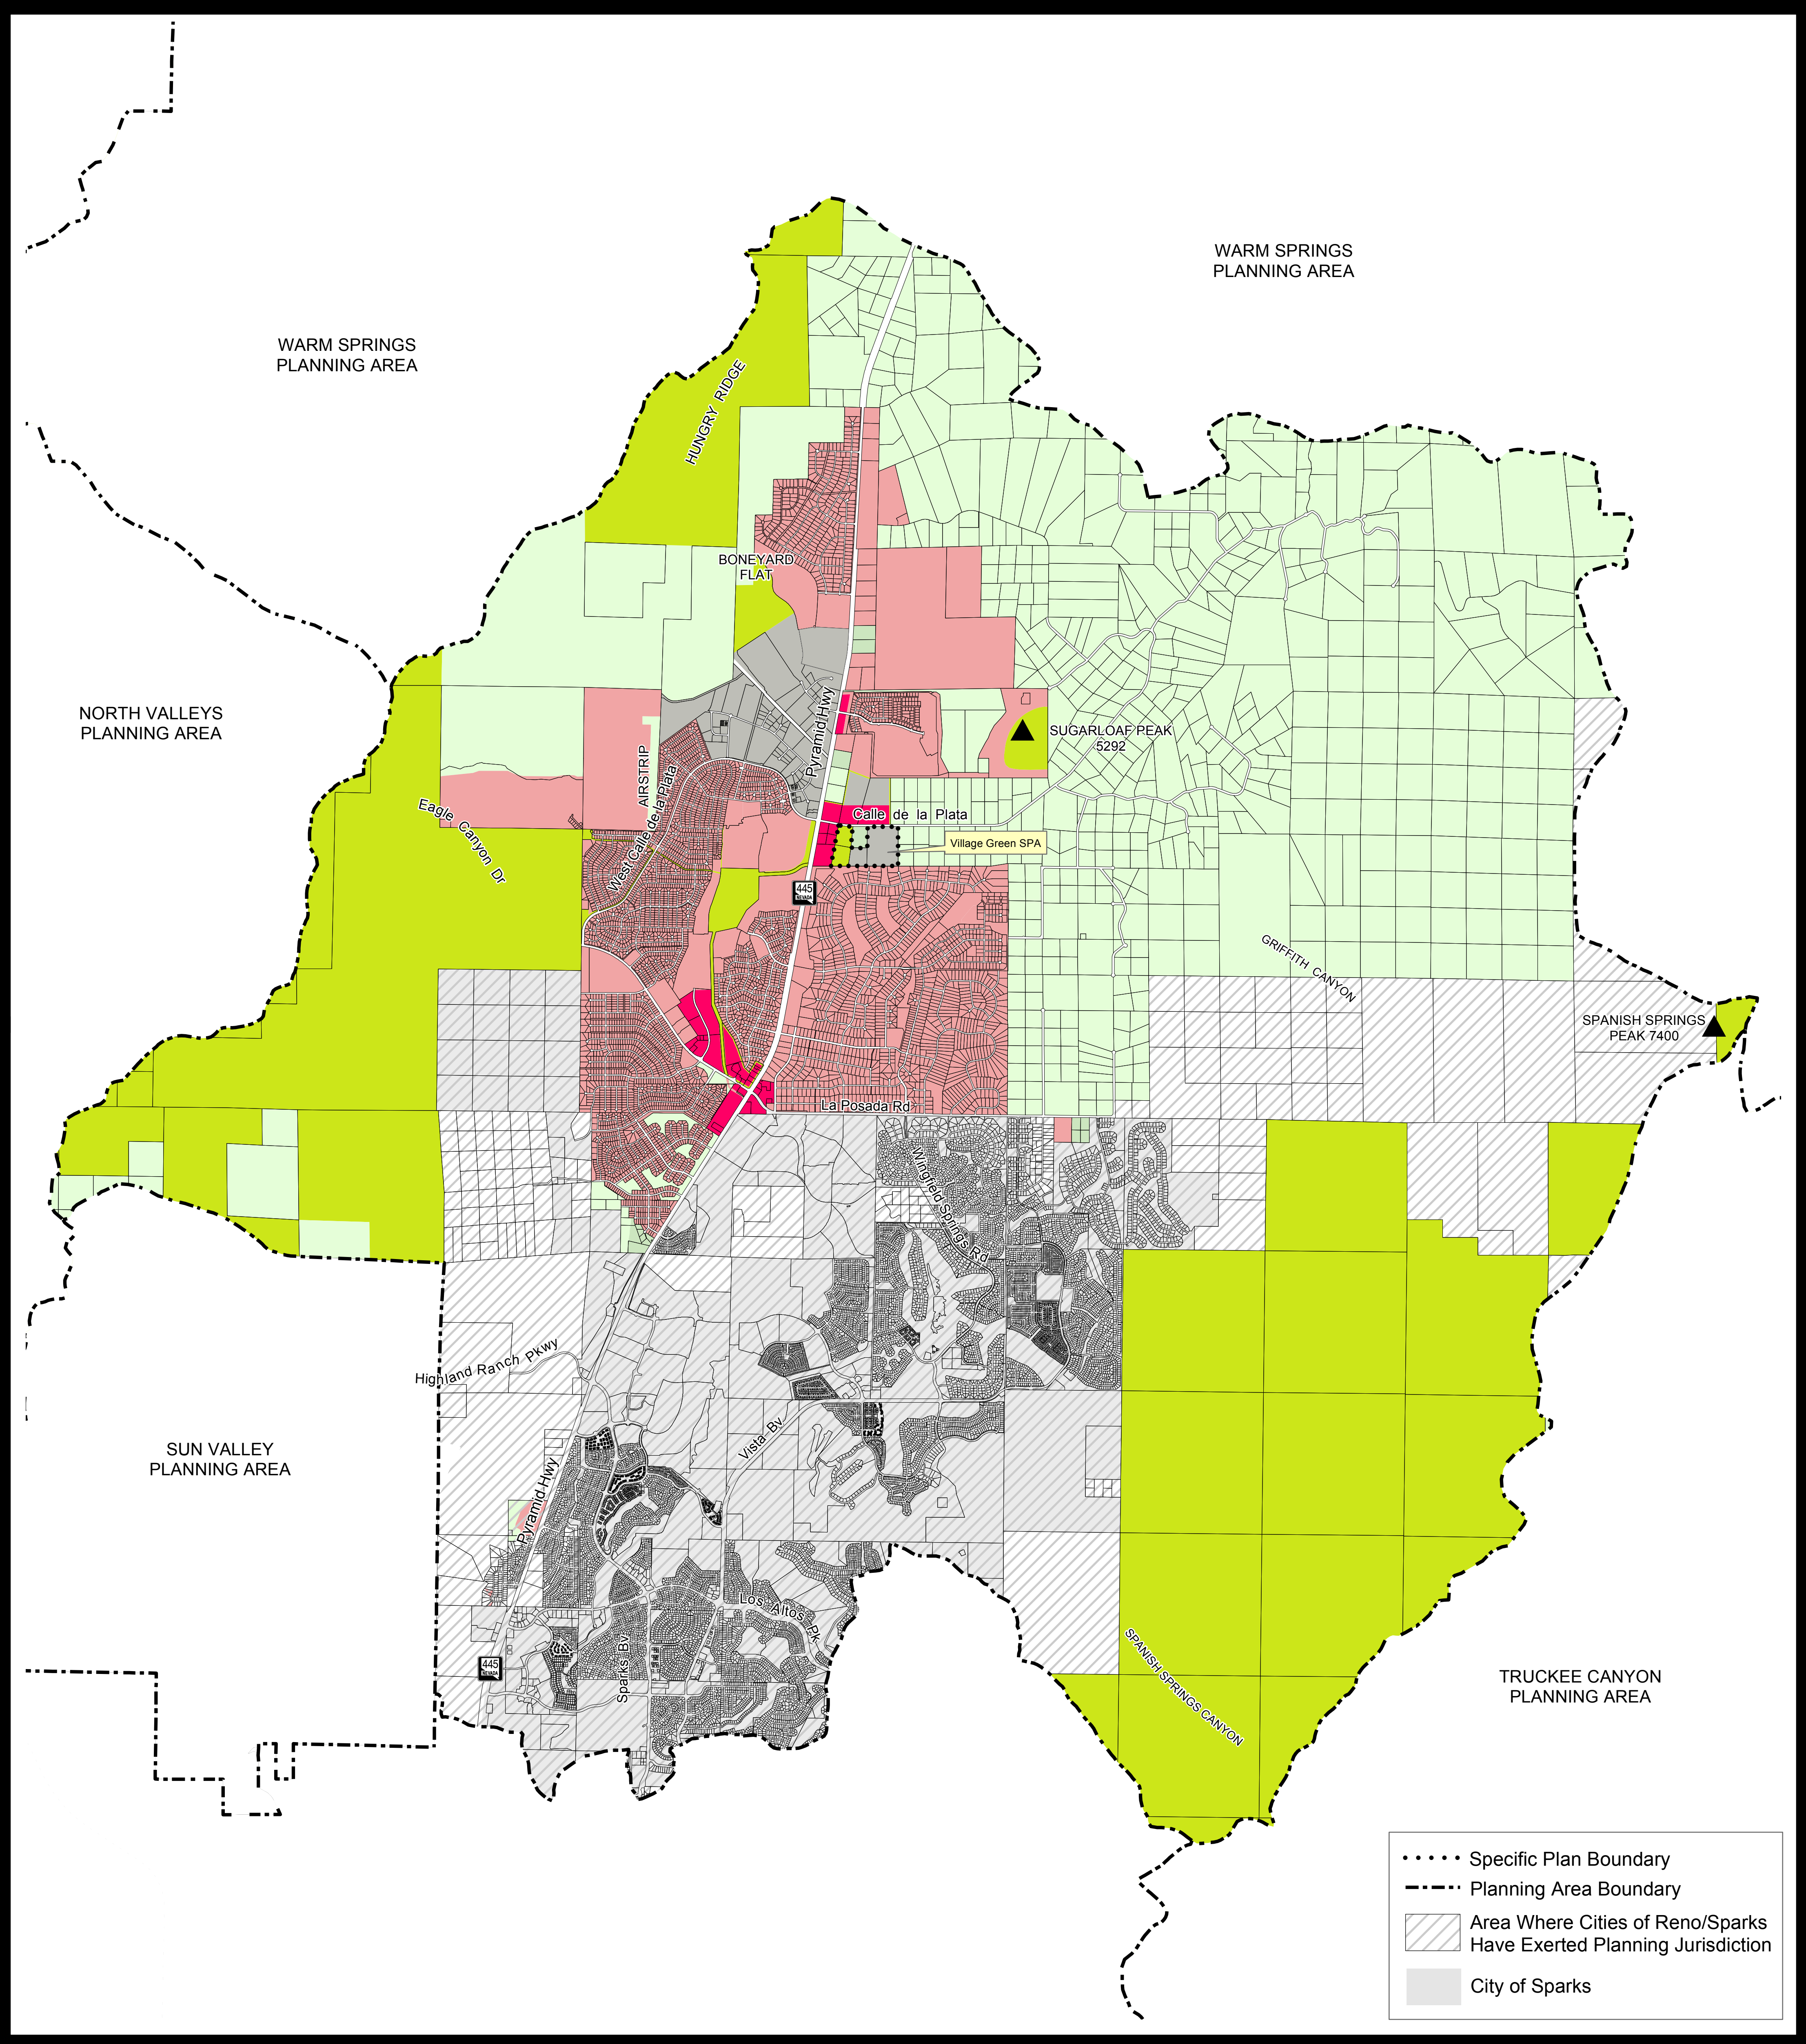 WARM SPRINGS
PLANNING AREA
WARM SPRINGS
PLANNING AREA
HUNGRY RIDGE
BONEYARD
FLAT
NORTH VALLEYS
PLANNING AREA
Pyramid Hwy
SUGARLOAF PEAK
5292
AIRSTRIP
West Calle de la Plata
Eagle Canyon Dr
Calle de la Plata
Village Green SPA
445
NEVADA
GRIFFITH CANYON
SPANISH SPRINGS
PEAK 7400
La Posada Rd
Wingfield Springs Rd
Highland Ranch Pkwy
Vista Bv
SUN VALLEY
PLANNING AREA
Pyramid Hwy
Los Altos Pk
Sparks Bv
445
NEVADA
SPANISH SPRINGS CANYON
TRUCKEE CANYON
PLANNING AREA
Specific Plan Boundary
Planning Area Boundary
Area Where Cities of Reno/Sparks
Have Exerted Planning Jurisdiction
City of Sparks